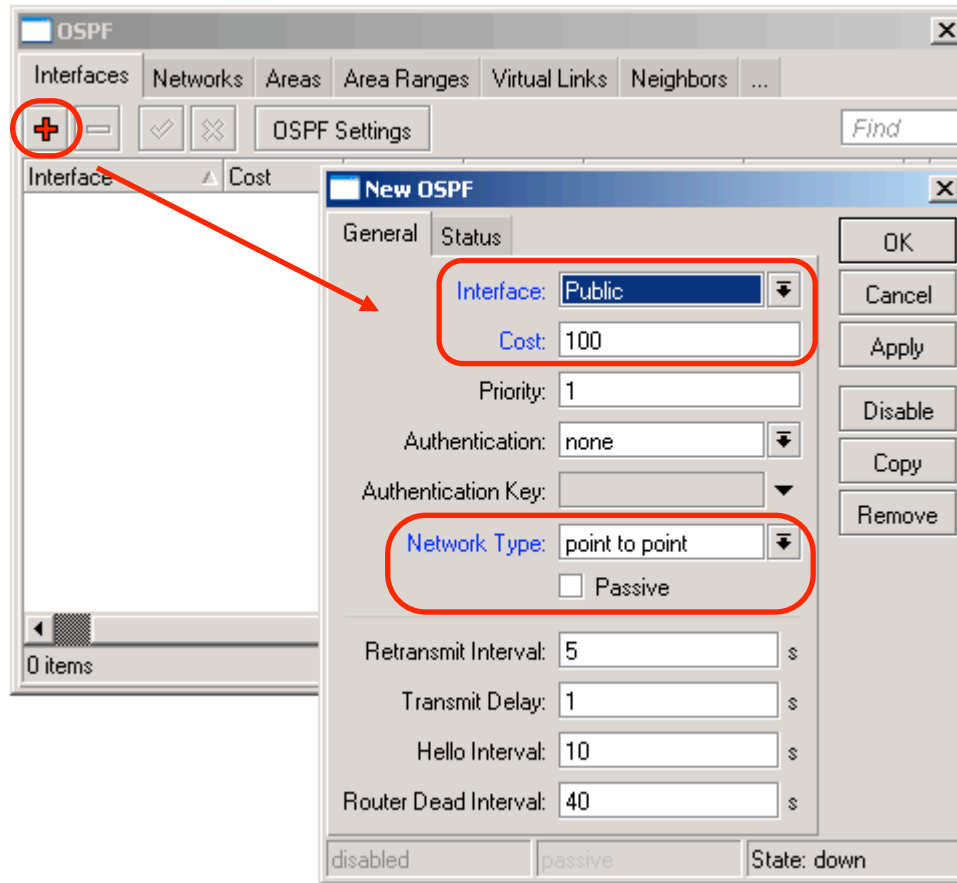 OSPF
Interfaces Networks Areas Area Ranges Virtual Links Neighbors ...
OSPF Settings Find
Interface Cost
New OSPF
General Status
Interface: Public
Cost: 100
Priority: 1
Authentication: none
Authentication Key:
Network Type: point to point
Passive
Retransmit Interval: 5 s
Transmit Delay: 1 s
Hello Interval: 10 s
Router Dead Interval: 40 s
OK
Cancel
Apply
Disable
Copy
Remove
0 items
disabled passive State: down